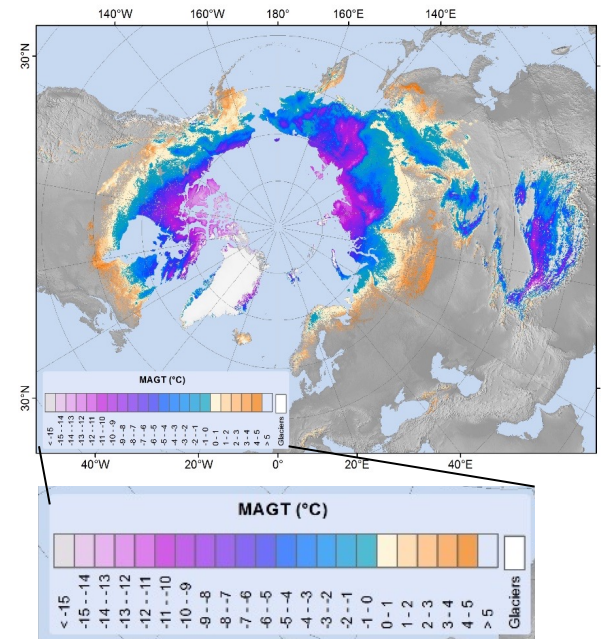 140°W 160°W 180° 160°E 140°E
30°N
30°N
MAGT (°C)
< -15 -15 - -14 -14 - -13 -13 - -12 -12 - -11 -11 - -10 -10 - -9 -9 - -8 -8 - -7 -7 - -6 -6 - -5 -5 - -4 -4 - -3 -3 - -2 -2 - -1 -1 - 0 0 - 1 1 - 2 2 - 3 3 - 4 4 - 5 > 5 Glaciers
40°W 20°W 0° 20°E 40°E
MAGT (°C)
< -15 -15 - -14 -14 - -13 -13 - -12 -12 - -11 -11 - -10 -10 - -9 -9 - -8 -8 - -7 -7 - -6 -6 - -5 -5 - -4 -4 - -3 -3 - -2 -2 - -1 -1 - 0 0 - 1 1 - 2 2 - 3 3 - 4 4 - 5 > 5 Glaciers